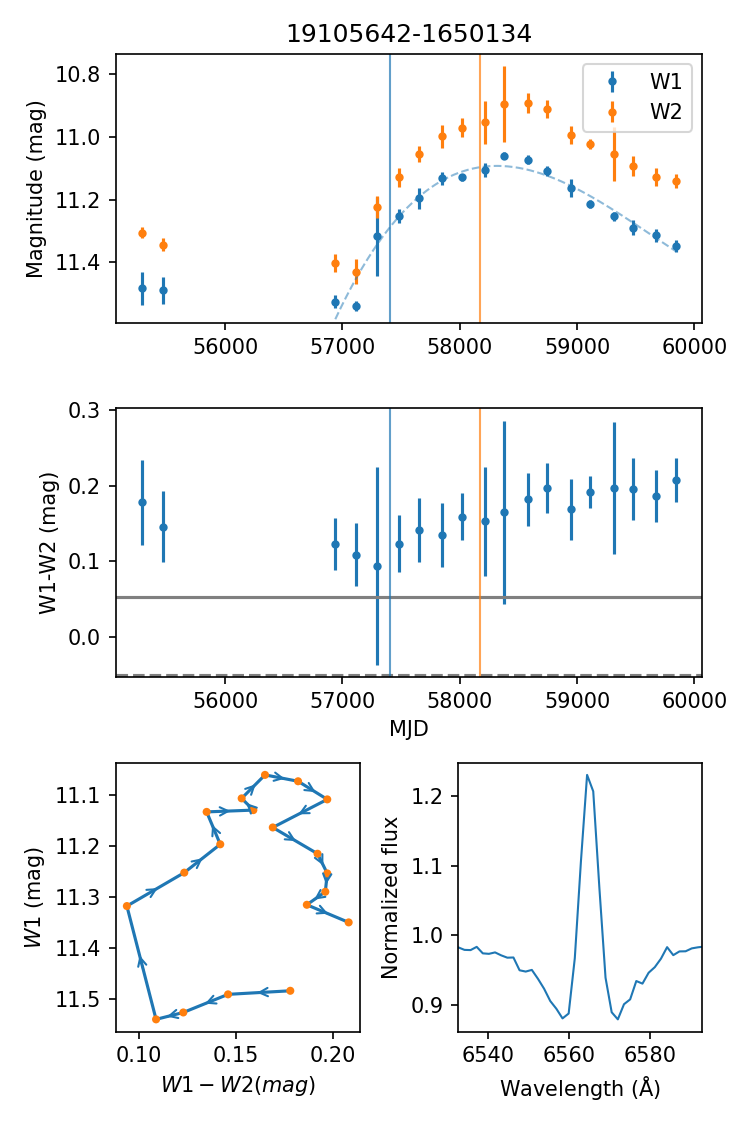 19105642-1650134
Magnitude (mag)
10.8
11.0
11.2
11.4
W1
W2
56000 57000 58000 59000 60000
W1-W2 (mag)
0.3
0.2
0.1
0.0
56000 57000 58000 59000 60000
MJD
W1 (mag)
11.1
11.2
11.3
11.4
11.5
0.10 0.15 0.20
W1 − W2(mag)
Normalized flux
1.2
1.1
1.0
0.9
6540 6560 6580
Wavelength (Å)